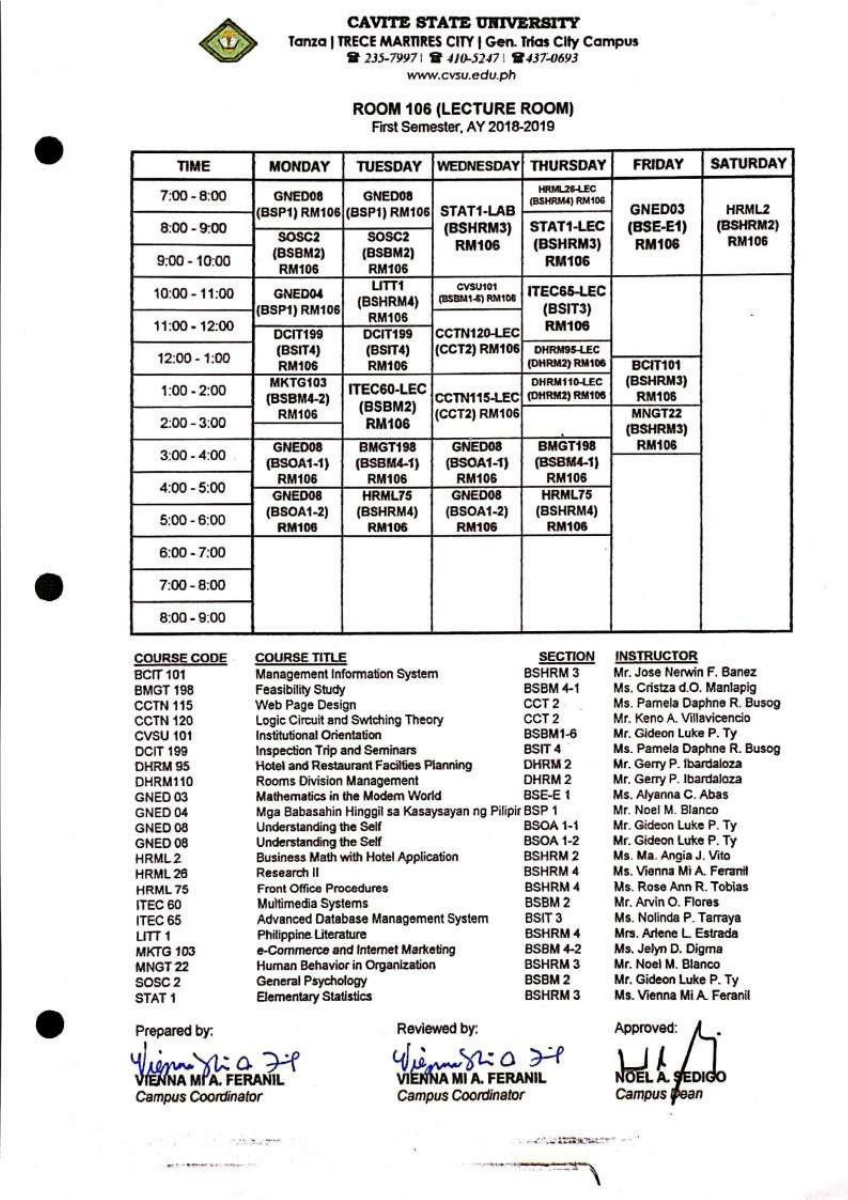 CAVITE STATE UNIVERSITY
Tanza | TRECE MARTIRES CITY | Gen. Trias City Campus
☎ 235-7997 | ☎ 410-5247 | ☎ 437-0693
www.cvsu.edu.ph
ROOM 106 (LECTURE ROOM)
First Semester, AY 2018-2019
TIME MONDAY TUESDAY WEDNESDAY THURSDAY FRIDAY SATURDAY
7:00 - 8:00
8:00 - 9:00
9:00 - 10:00
10:00 - 11:00
11:00 - 12:00
12:00 - 1:00
1:00 - 2:00
2:00 - 3:00
3:00 - 4:00
4:00 - 5:00
5:00 - 6:00
6:00 - 7:00
7:00 - 8:00
8:00 - 9:00
GNED08
(BSP1) RM106
SOSC2
(BSBM2)
RM106
GNED04
(BSP1) RM106
DCIT199
(BSIT4)
RM106
MKTG103
(BSBM4-2)
RM106
GNED08
(BSOA1-1)
RM106
GNED08
(BSOA1-2)
RM106
GNED08
(BSP1) RM106
SOSC2
(BSBM2)
RM106
LITT1
(BSHRM4)
RM106
DCIT199
(BSIT4)
RM106
ITEC60-LEC
(BSBM2)
RM106
BMGT198
(BSBM4-1)
RM106
HRML75
(BSHRM4)
RM106
STAT1-LAB
(BSHRM3)
RM106
CVSU101
(BSBM1-6) RM106
CCTN120-LEC
(CCT2) RM106
CCTN115-LEC
(CCT2) RM106
GNED08
(BSOA1-1)
RM106
GNED08
(BSOA1-2)
RM106
HRML26-LEC
(BSHRM4) RM106
STAT1-LEC
(BSHRM3)
RM106
ITEC65-LEC
(BSIT3)
RM106
DHRM95-LEC
(DHRM2) RM106
DHRM110-LEC
(DHRM2) RM106
BMGT198
(BSBM4-1)
RM106
HRML75
(BSHRM4)
RM106
GNED03
(BSE-E1)
RM106
BCIT101
(BSHRM3)
RM106
MNGT22
(BSHRM3)
RM106
HRML2
(BSHRM2)
RM106
COURSE CODE COURSE TITLE SECTION INSTRUCTOR
BCIT 101 Management Information System BSHRM 3 Mr. Jose Nerwin F. Banez
BMGT 198 Feasibility Study BSBM 4-1 Ms. Cristza d.O. Manlapig
CCTN 115 Web Page Design CCT 2 Ms. Pamela Daphne R. Busog
CCTN 120 Logic Circuit and Swtching Theory CCT 2 Mr. Keno A. Villavicencio
CVSU 101 Institutional Orientation BSBM1-6 Mr. Gideon Luke P. Ty
DCIT 199 Inspection Trip and Seminars BSIT 4 Ms. Pamela Daphne R. Busog
DHRM 95 Hotel and Restaurant Facilties Planning DHRM 2 Mr. Gerry P. Ibardaloza
DHRM110 Rooms Division Management DHRM 2 Mr. Gerry P. Ibardaloza
GNED 03 Mathematics in the Modern World BSE-E 1 Ms. Alyanna C. Abas
GNED 04 Mga Babasahin Hinggil sa Kasaysayan ng Pilipir BSP 1 Mr. Noel M. Blanco
GNED 08 Understanding the Self BSOA 1-1 Mr. Gideon Luke P. Ty
GNED 08 Understanding the Self BSOA 1-2 Mr. Gideon Luke P. Ty
HRML 2 Business Math with Hotel Application BSHRM 2 Ms. Ma. Angia J. Vito
HRML 26 Research II BSHRM 4 Ms. Vienna Mi A. Feranil
HRML 75 Front Office Procedures BSHRM 4 Ms. Rose Ann R. Tobias
ITEC 60 Multimedia Systems BSBM 2 Mr. Arvin O. Flores
ITEC 65 Advanced Database Management System BSIT 3 Ms. Nolinda P. Tarraya
LITT 1 Philippine Literature BSHRM 4 Mrs. Arlene L. Estrada
MKTG 103 e-Commerce and Internet Marketing BSBM 4-2 Ms. Jelyn D. Digma
MNGT 22 Human Behavior in Organization BSHRM 3 Mr. Noel M. Blanco
SOSC 2 General Psychology BSBM 2 Mr. Gideon Luke P. Ty
STAT 1 Elementary Statistics BSHRM 3 Ms. Vienna Mi A. Feranil
Prepared by: Reviewed by: Approved:
VIENNA MI A. FERANIL VIENNA MI A. FERANIL NOEL A. SEDIGO
Campus Coordinator Campus Coordinator Campus Dean